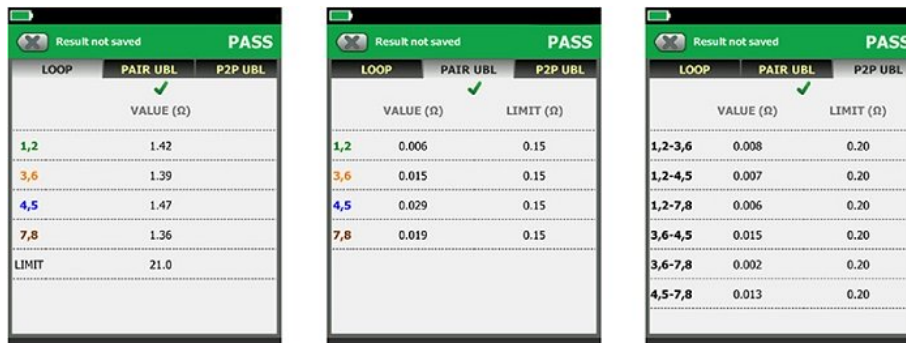 Result not saved PASS
LOOP PAIR UBL P2P UBL
VALUE (Ω)
1,2 1.42
3,6 1.39
4,5 1.47
7,8 1.36
LIMIT 21.0
Result not saved PASS
LOOP PAIR UBL P2P UBL
VALUE (Ω) LIMIT (Ω)
1,2 0.006 0.15
3,6 0.015 0.15
4,5 0.029 0.15
7,8 0.019 0.15
Result not saved PASS
LOOP PAIR UBL P2P UBL
VALUE (Ω) LIMIT (Ω)
1,2-3,6 0.008 0.20
1,2-4,5 0.007 0.20
1,2-7,8 0.006 0.20
3,6-4,5 0.015 0.20
3,6-7,8 0.002 0.20
4,5-7,8 0.013 0.20